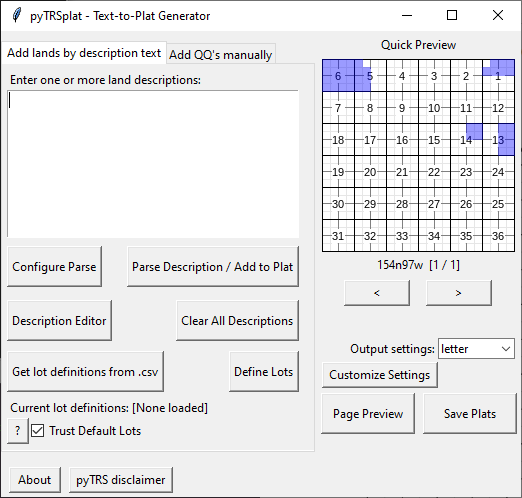 pyTRSplat - Text-to-Plat Generator
Add lands by description text
Add QQ's manually
Enter one or more land descriptions:
Configure Parse
Parse Description / Add to Plat
Description Editor
Clear All Descriptions
Get lot definitions from .csv
Define Lots
Current lot definitions: [None loaded]
?
Trust Default Lots
About
pyTRS disclaimer
Quick Preview
6 5 4 3 2 1
7 8 9 10 11 12
18 17 16 15 14 13
19 20 21 22 23 24
30 29 28 27 26 25
31 32 33 34 35 36
154n97w [1 / 1]
<
>
Output settings: letter
Customize Settings
Page Preview
Save Plats